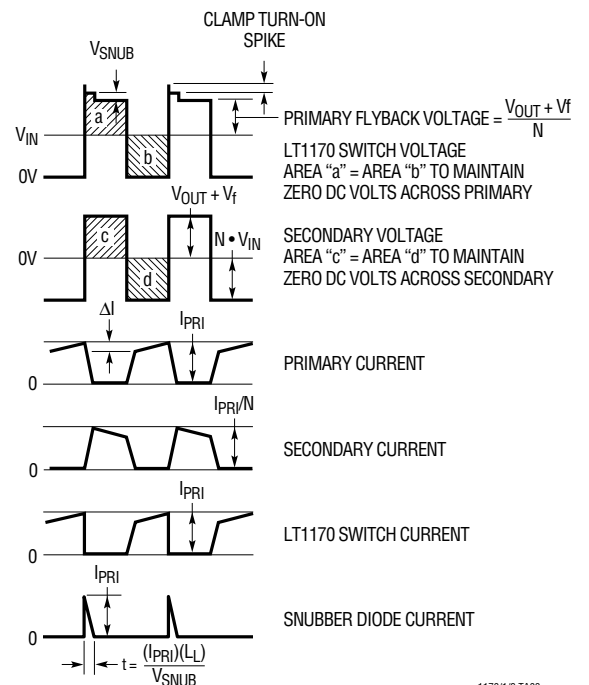 CLAMP TURN-ON
SPIKE
VSNUB
a
b
VIN
0V
PRIMARY FLYBACK VOLTAGE = VOUT + Vf
N
LT1170 SWITCH VOLTAGE
AREA “a” = AREA “b” TO MAINTAIN
ZERO DC VOLTS ACROSS PRIMARY
VOUT + Vf
c
d
N • VIN
0V
SECONDARY VOLTAGE
AREA “c” = AREA “d” TO MAINTAIN
ZERO DC VOLTS ACROSS SECONDARY
ΔI
IPRI
0
PRIMARY CURRENT
IPRI/N
0
SECONDARY CURRENT
IPRI
0
LT1170 SWITCH CURRENT
IPRI
0
SNUBBER DIODE CURRENT
t = (IPRI)(LL)
VSNUB